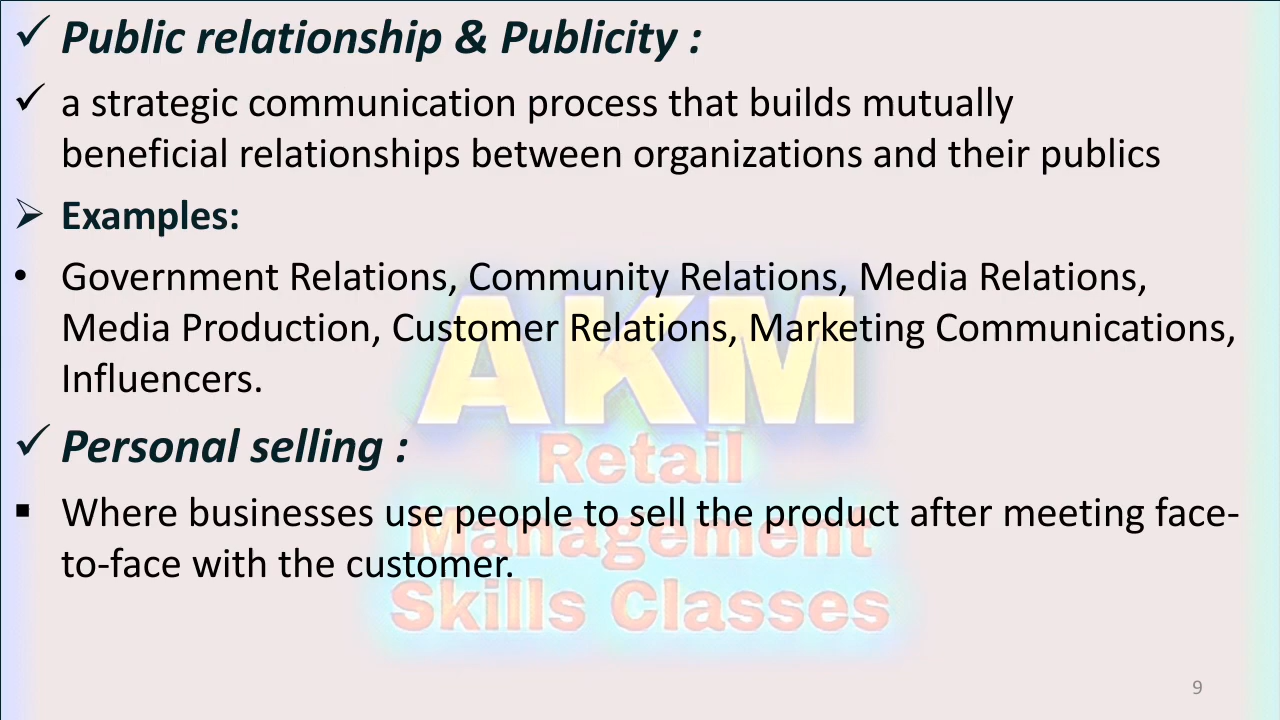 ✓ Public relationship & Publicity :
✓ a strategic communication process that builds mutually
beneficial relationships between organizations and their publics
➢ Examples:
• Government Relations, Community Relations, Media Relations,
Media Production, Customer Relations, Marketing Communications,
Influencers.
✓ Personal selling :
▪ Where businesses use people to sell the product after meeting face-
to-face with the customer.
AKM
Retail
Management
Skills Classes
9